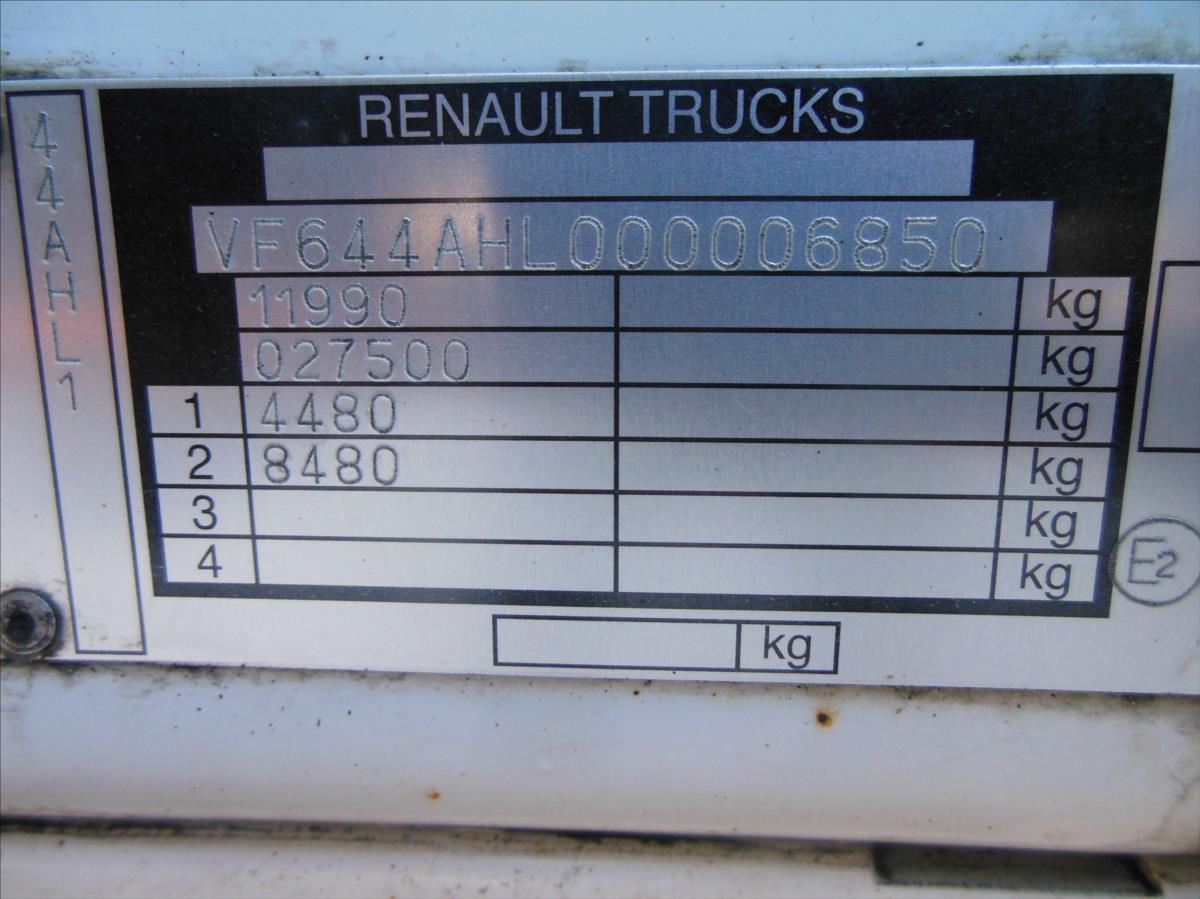 RENAULT TRUCKS
44AHL1
VF644AHL000006850
11990 kg
027500 kg
1 4480 kg
2 8480 kg
3 kg
4 kg
E2
kg